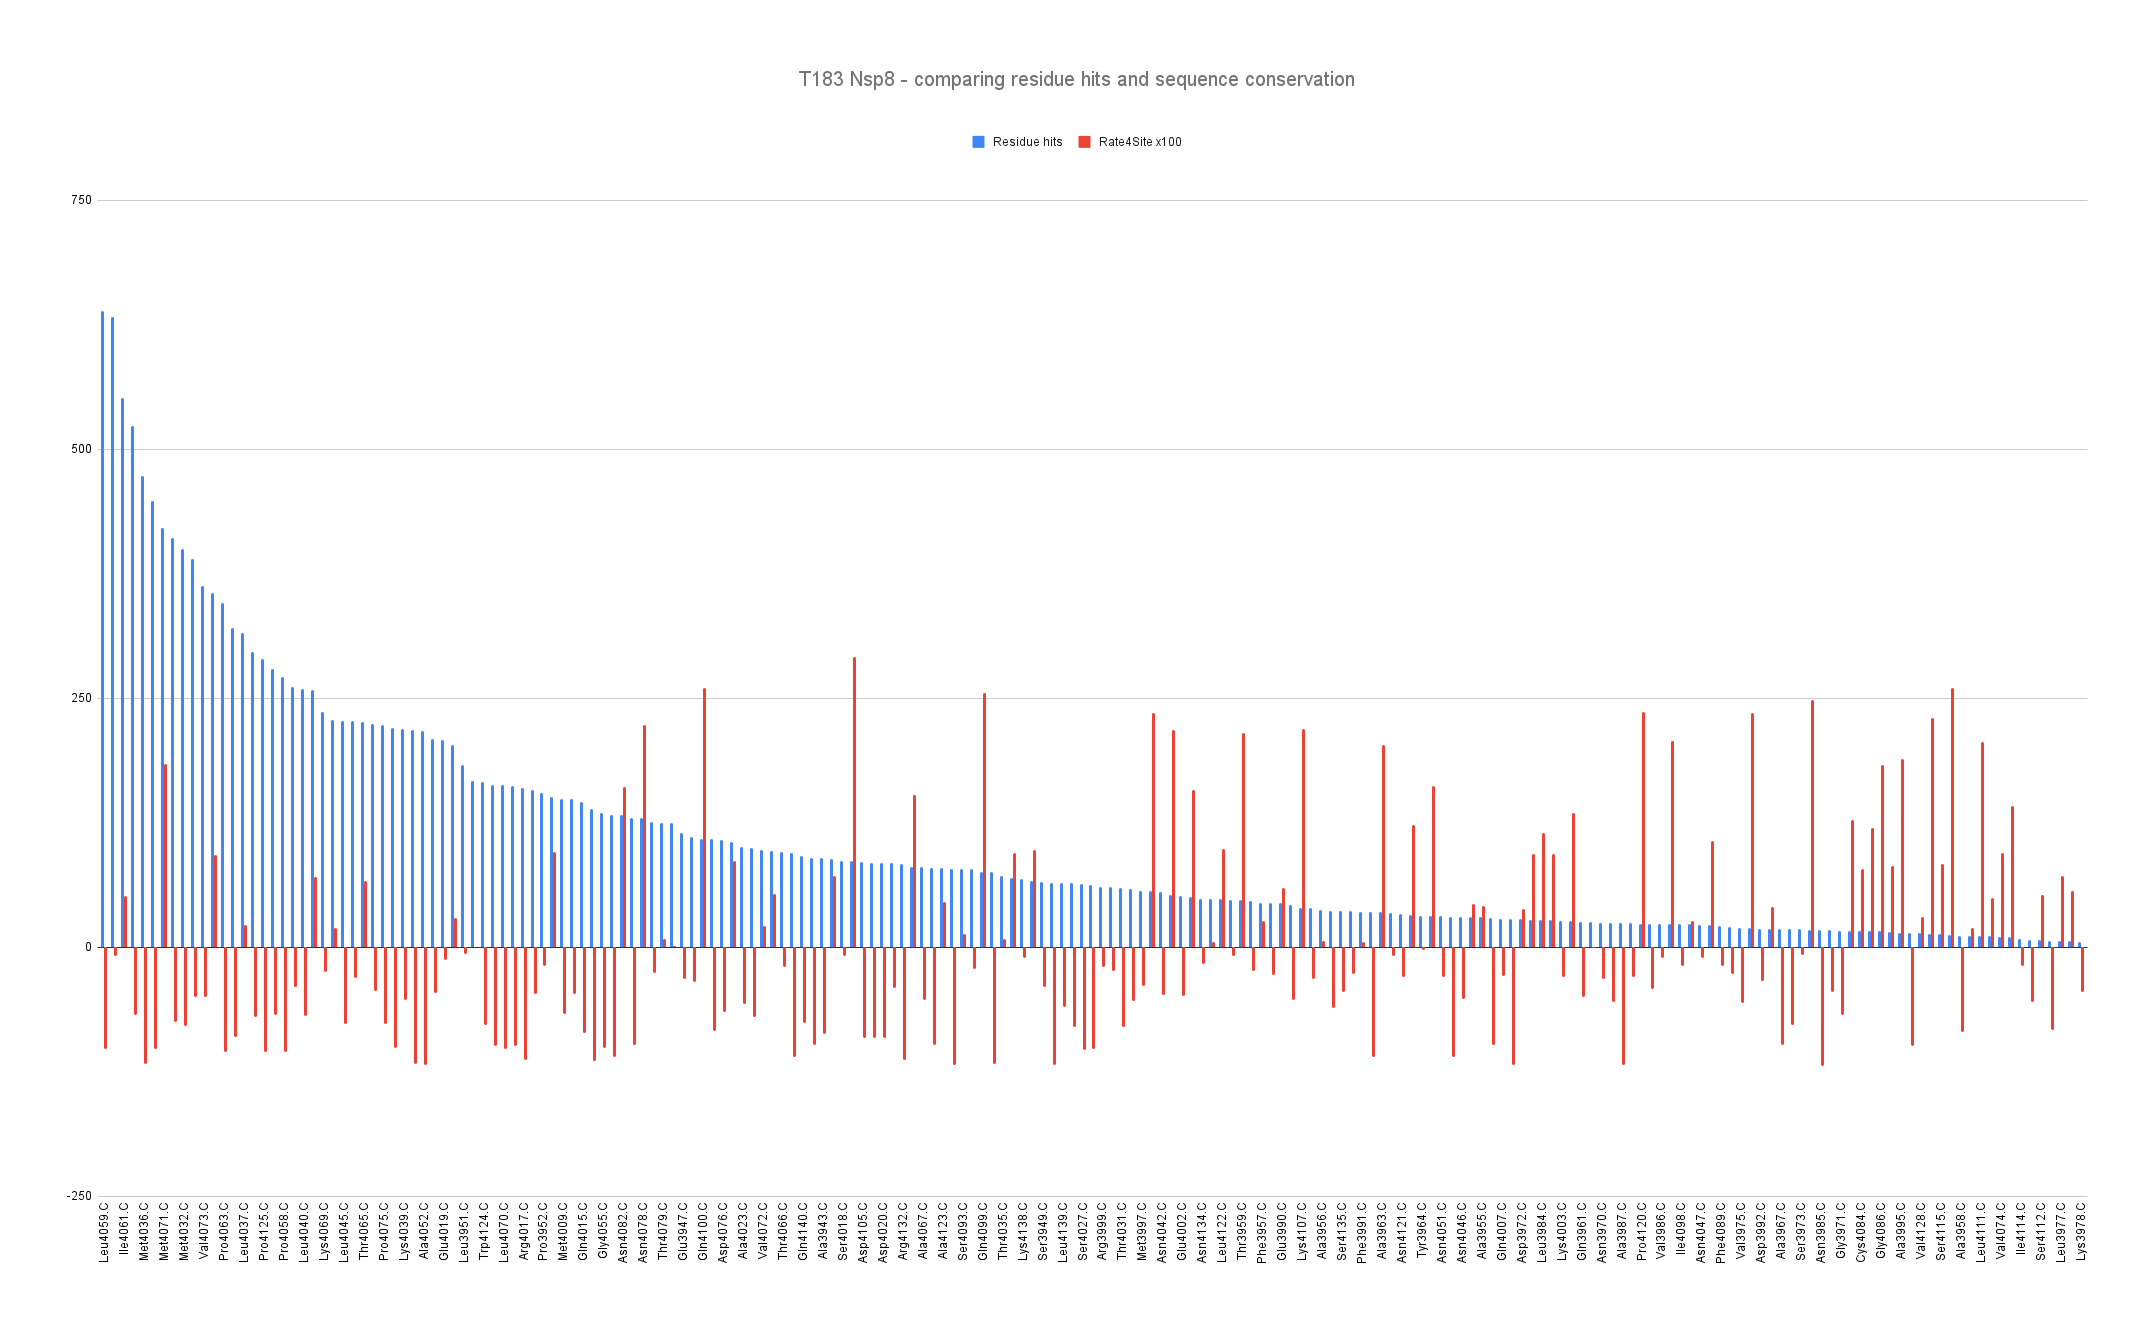 T183 Nsp8 - comparing residue hits and sequence conservation
Residue hits
Rate4Site x100
750
500
250
0
-250
Leu4059.C
Ile4061.C
Met4036.C
Met4071.C
Met4032.C
Val4073.C
Pro4063.C
Leu4037.C
Pro4125.C
Pro4058.C
Leu4040.C
Lys4069.C
Leu4045.C
Thr4065.C
Pro4075.C
Lys4039.C
Ala4052.C
Glu4019.C
Leu3951.C
Trp4124.C
Leu4070.C
Arg4017.C
Pro3952.C
Met4009.C
Gln4015.C
Gly4055.C
Asn4082.C
Asn4078.C
Thr4079.C
Glu3947.C
Gln4100.C
Asp4076.C
Ala4023.C
Val4072.C
Thr4066.C
Gln4140.C
Ala3943.C
Ser4018.C
Asp4105.C
Asp4020.C
Arg4132.C
Ala4067.C
Ala4123.C
Ser4093.C
Gln4099.C
Thr4035.C
Lys4138.C
Ser3949.C
Leu4139.C
Ser4027.C
Arg3999.C
Thr4031.C
Met3997.C
Asn4042.C
Glu4002.C
Asn4134.C
Leu4122.C
Thr3959.C
Phe3957.C
Glu3990.C
Lys4107.C
Ala3956.C
Ser4135.C
Phe3991.C
Ala3963.C
Asn4121.C
Tyr3964.C
Asn4051.C
Asn4046.C
Ala3955.C
Gln4007.C
Asp3972.C
Leu3984.C
Lys4003.C
Gln3961.C
Asn3970.C
Ala3987.C
Pro4120.C
Val3986.C
Ile4098.C
Asn4047.C
Phe4089.C
Val3975.C
Asp3992.C
Ala3967.C
Ser3973.C
Asn3985.C
Gly3971.C
Cys4084.C
Gly4086.C
Ala3995.C
Val4128.C
Ser4115.C
Ala3958.C
Leu4111.C
Val4074.C
Ile4114.C
Ser4112.C
Leu3977.C
Lys3978.C